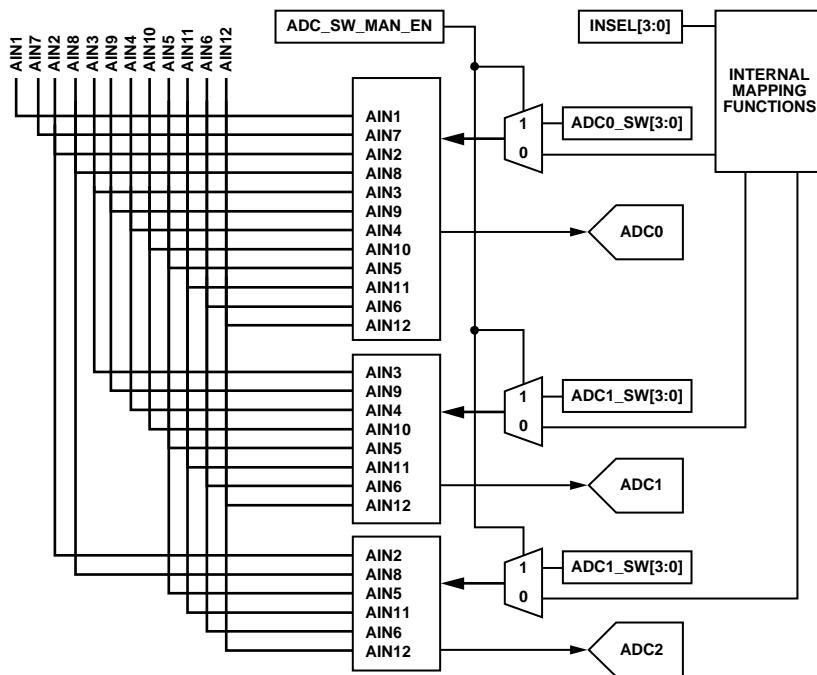 AIN1
AIN7
AIN2
AIN8
AIN3
AIN9
AIN4
AIN10
AIN5
AIN11
AIN6
AIN12
ADC_SW_MAN_EN
INSEL[3:0]
INTERNAL
MAPPING
FUNCTIONS
AIN1
AIN7
AIN2
AIN8
AIN3
AIN9
AIN4
AIN10
AIN5
AIN11
AIN6
AIN12
1
0
ADC0_SW[3:0]
ADC0
AIN3
AIN9
AIN4
AIN10
AIN5
AIN11
AIN6
AIN12
1
0
ADC1_SW[3:0]
ADC1
AIN2
AIN8
AIN5
AIN11
AIN6
AIN12
1
0
ADC1_SW[3:0]
ADC2